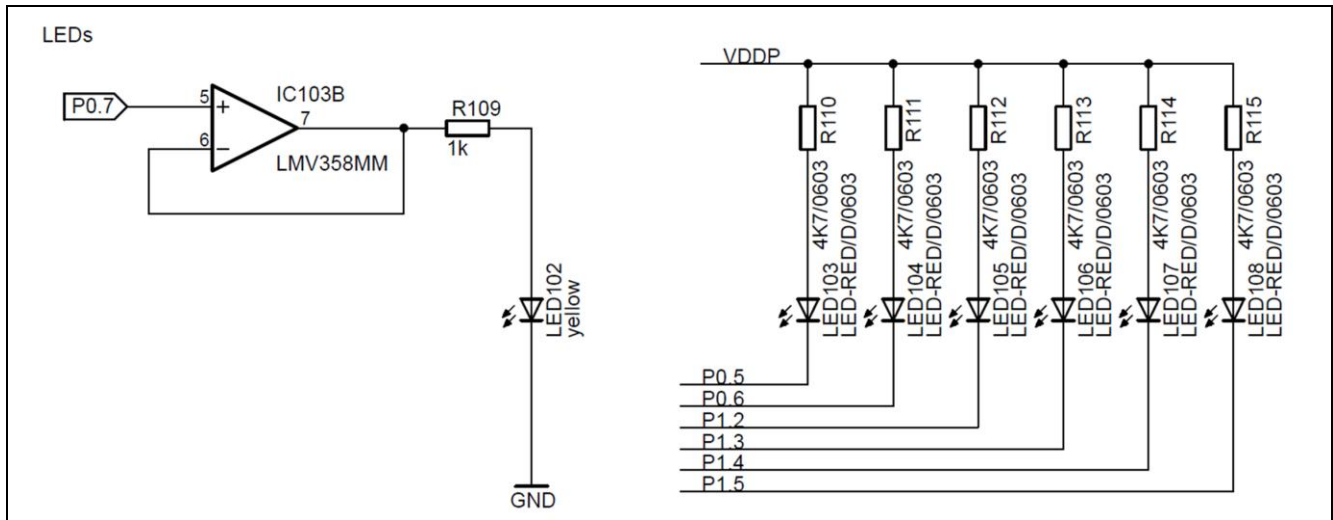 LEDs
VDDP
P0.7
5
+
6
−
7
IC103B
LMV358MM
R109
1k
LED102
yellow
GND
R110
4K7/0603
LED103
LED-RED/D/0603
R111
4K7/0603
LED104
LED-RED/D/0603
R112
4K7/0603
LED105
LED-RED/D/0603
R113
4K7/0603
LED106
LED-RED/D/0603
R114
4K7/0603
LED107
LED-RED/D/0603
R115
4K7/0603
LED108
LED-RED/D/0603
P0.5
P0.6
P1.2
P1.3
P1.4
P1.5